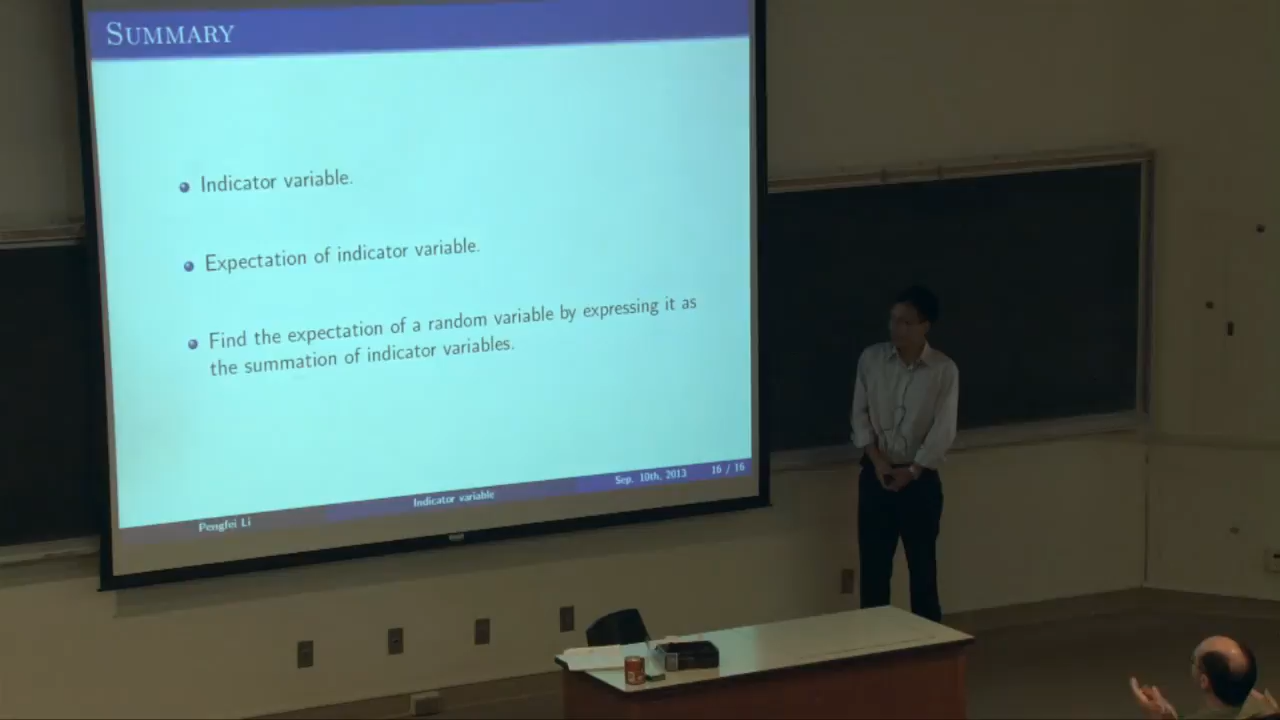 SUMMARY
Indicator variable.
Expectation of indicator variable.
Find the expectation of a random variable by expressing it as
the summation of indicator variables.
Pengfei Li
Indicator variable
Sep. 10th, 2013
16 / 16